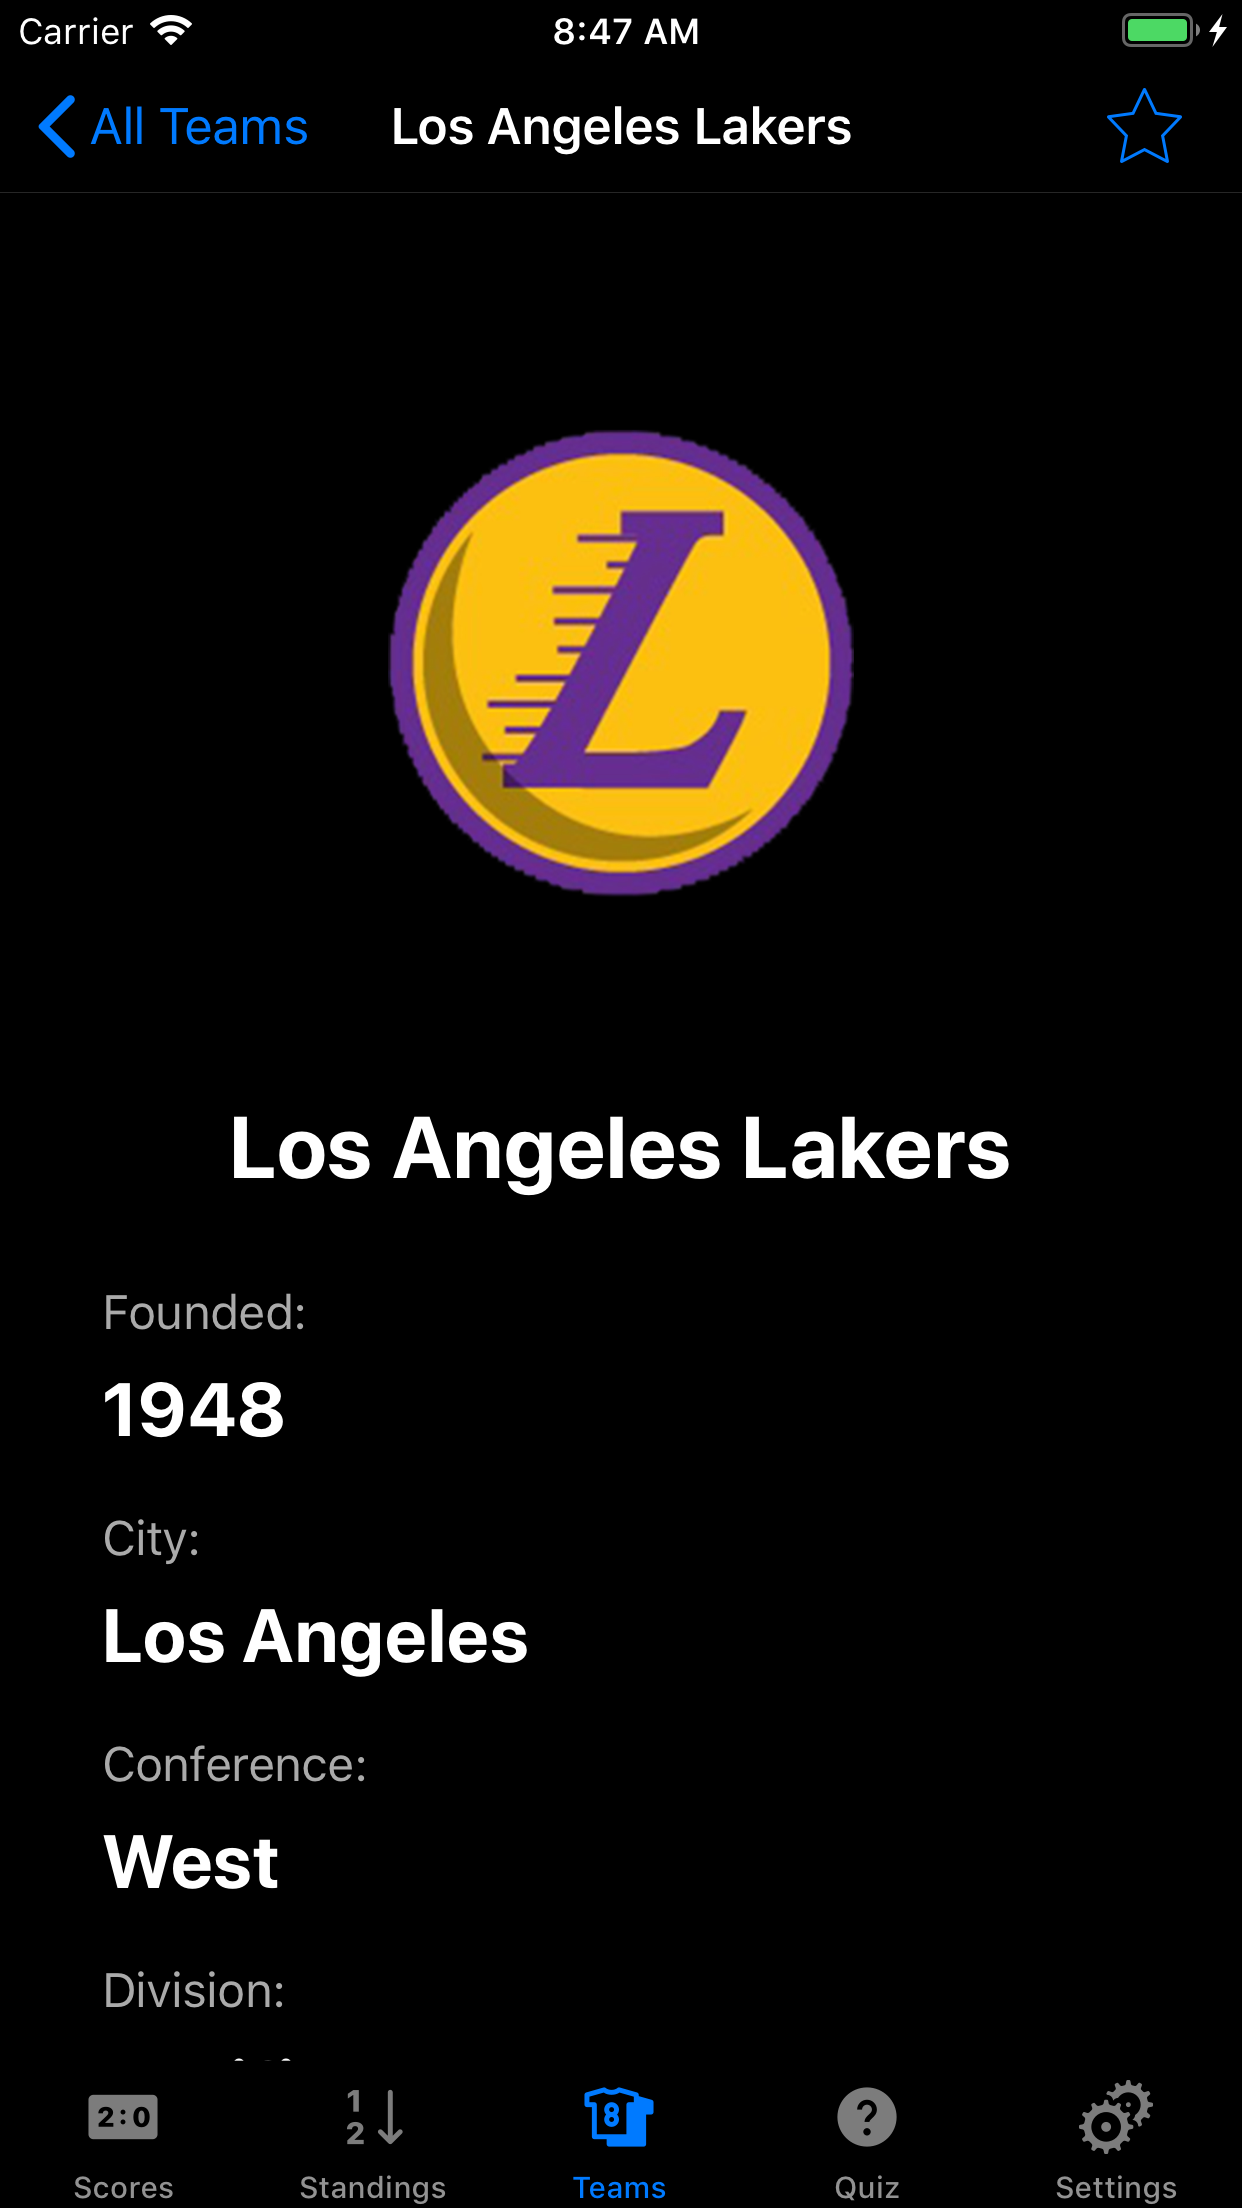 Carrier 8:47 AM
All Teams Los Angeles Lakers
L
Los Angeles Lakers
Founded:
1948
City:
Los Angeles
Conference:
West
Division:
2:0 1 2 8 ?
Scores Standings Teams Quiz Settings